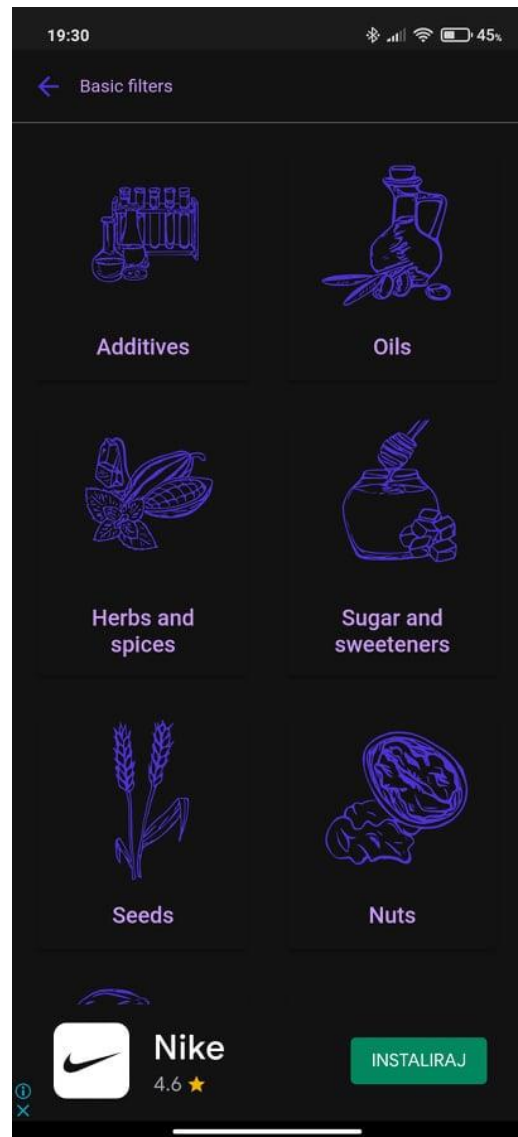 19:30
45%
Basic filters
Additives
Oils
Herbs and
spices
Sugar and
sweeteners
Seeds
Nuts
Nike
4.6
INSTALIRAJ